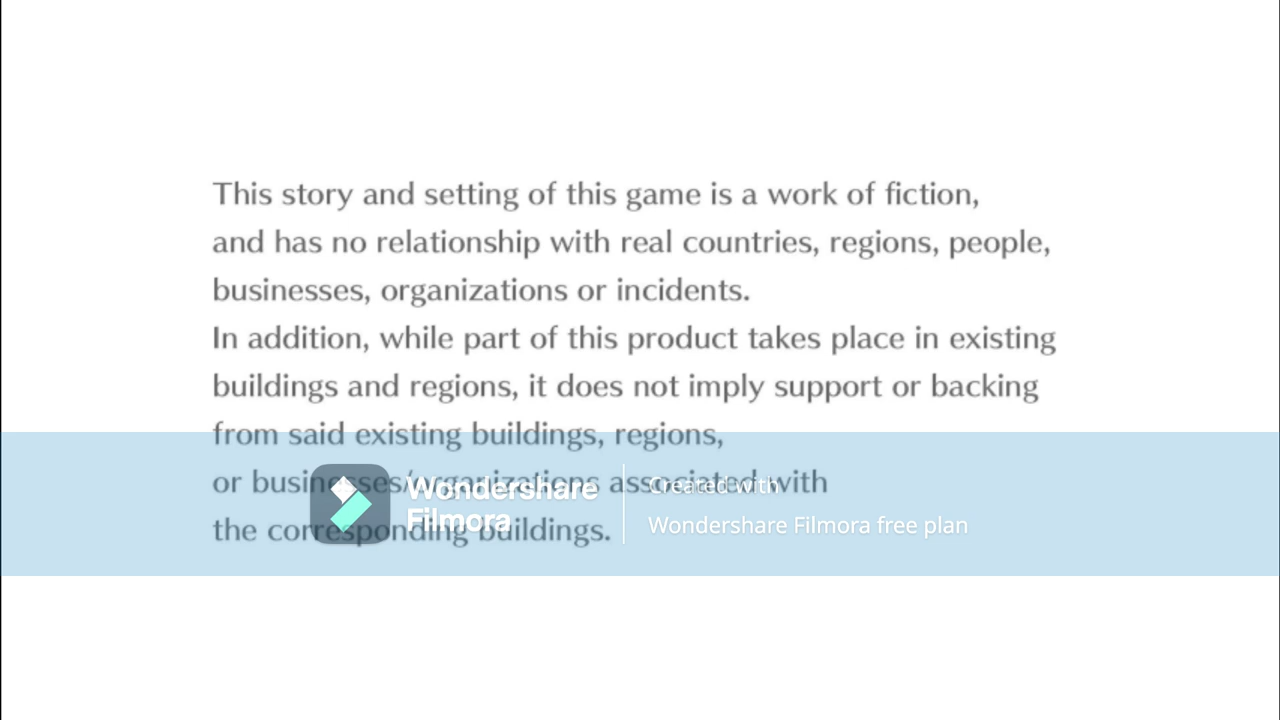 This story and setting of this game is a work of fiction,
and has no relationship with real countries, regions, people,
businesses, organizations or incidents.
In addition, while part of this product takes place in existing
buildings and regions, it does not imply support or backing
from said existing buildings, regions,
or businesses/organizations associated with
the corresponding buildings.
Wondershare
Filmora
Created with
Wondershare Filmora free plan